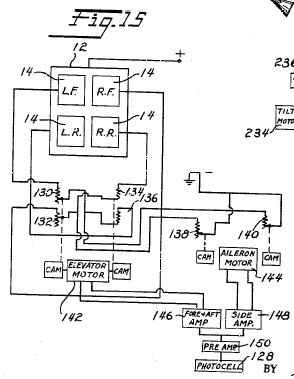 Fig. 15
12
+
14
14
L.F.
R.F.
14
14
L.R.
R.R.
236
TILT
MOTO
234
130
134
136
132
138
140
CAM
ELEVATOR
MOTOR
CAM
142
CAM
CAM
AILERON
MOTOR
144
146
FORE & AFT
AMP
SIDE
AMP.
148
150
PRE AMP
PHOTOCELL
128
BY